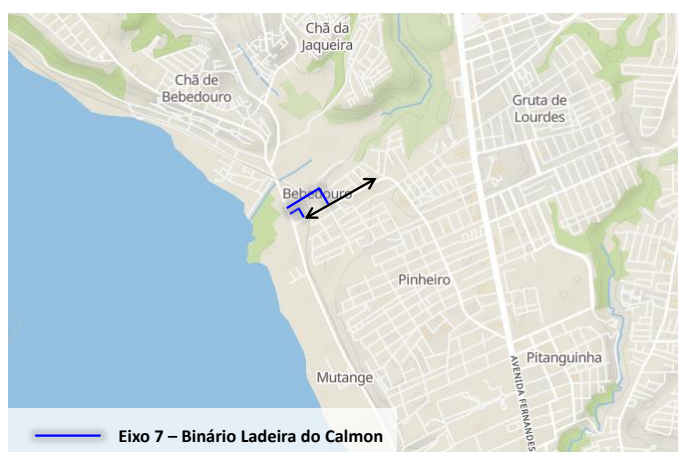 Chã da
Jaqueira
Chã de
Bebedouro
Gruta de
Lourdes
Bebedouro
Pinheiro
Pitanguinha
AVENIDA FERNANDES
Mutange
Eixo 7 – Binário Ladeira do Calmon